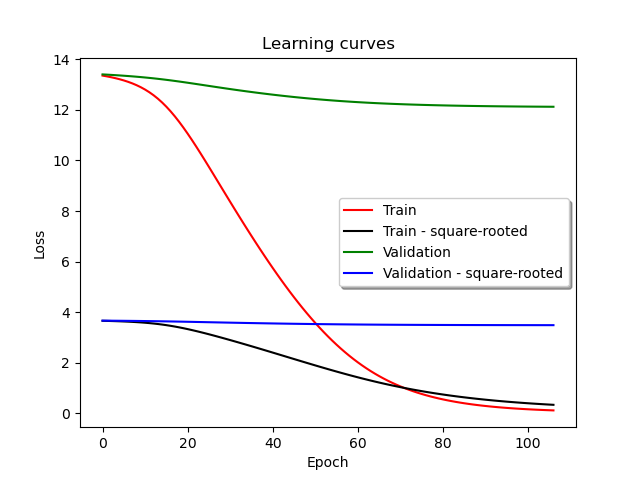 Learning curves
14
12
10
8
6
4
2
0
Loss
Train
Train - square-rooted
Validation
Validation - square-rooted
0 20 40 60 80 100
Epoch